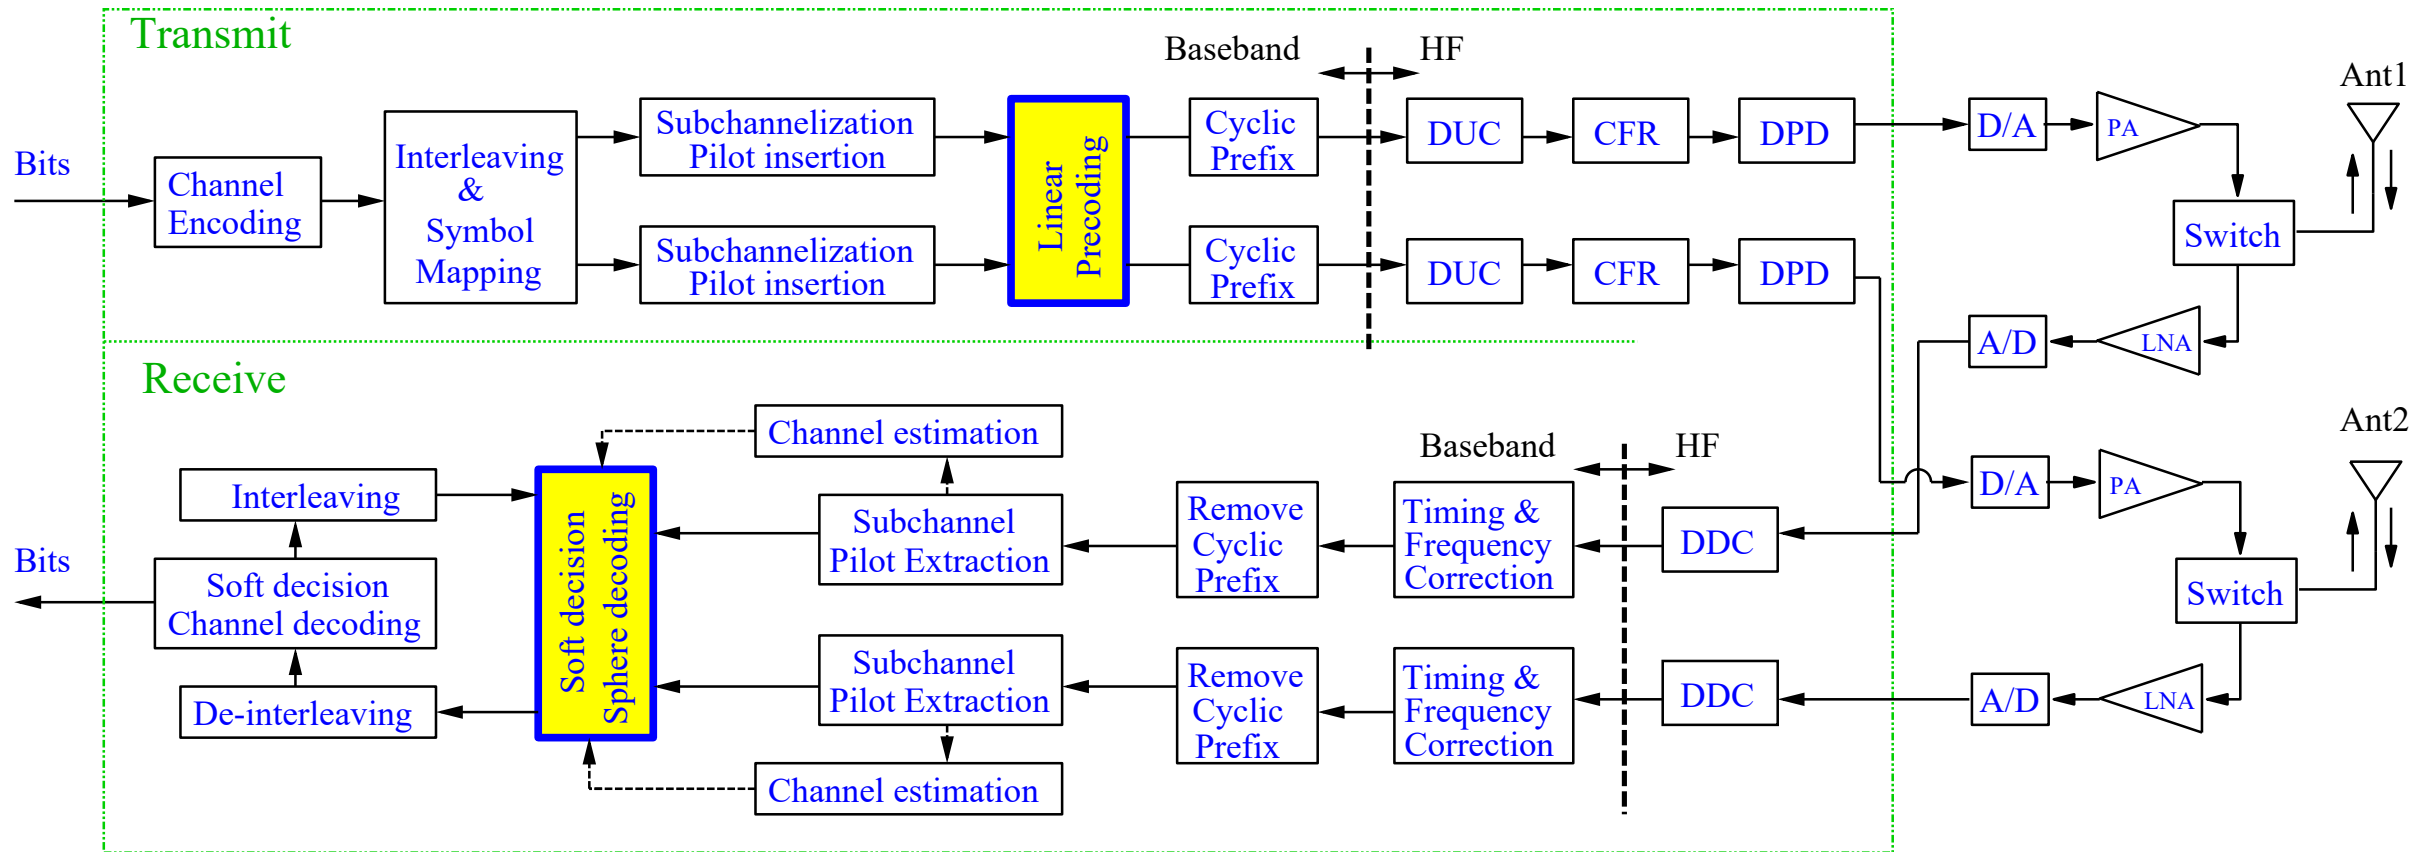 Transmit
Baseband
HF
Ant1
Bits
Channel
Encoding
Interleaving
&
Symbol
Mapping
Subchannelization
Pilot insertion
Subchannelization
Pilot insertion
Linear
Precoding
Cyclic
Prefix
Cyclic
Prefix
DUC
CFR
DPD
DUC
CFR
DPD
D/A
PA
Switch
A/D
LNA
Receive
Baseband
HF
Ant2
Channel estimation
Interleaving
Bits
Soft decision
Channel decoding
De-interleaving
Soft decision
Sphere decoding
Subchannel
Pilot Extraction
Subchannel
Pilot Extraction
Channel estimation
Remove
Cyclic
Prefix
Remove
Cyclic
Prefix
Timing &
Frequency
Correction
Timing &
Frequency
Correction
DDC
DDC
D/A
PA
Switch
A/D
LNA